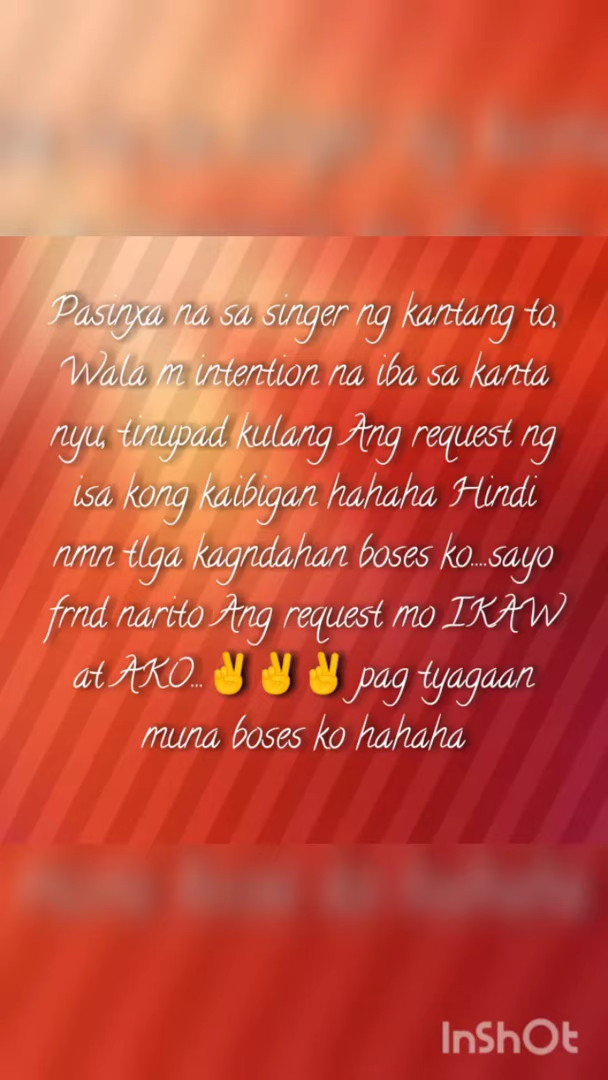 Pasinxa na sa singer ng kantang to,
Wala m intention na iba sa kanta
nyu, tinupad kulang Ang request ng
isa kong kaibigan hahaha Hindi
nmn tlga kagndahan boses ko....sayo
frnd narito Ang request mo IKAW
at AKO...✌️✌️✌️ pag tyagaan
muna boses ko hahaha
InShOt